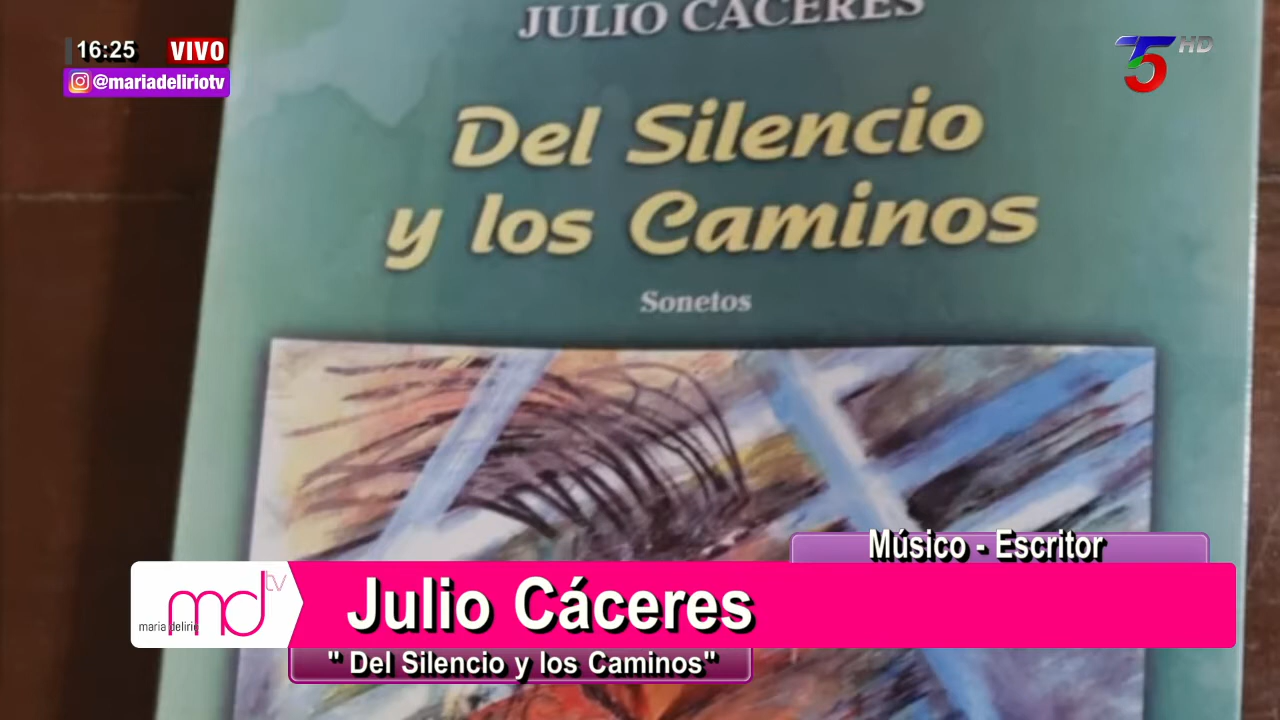 16:25 VIVO
@mariadeliriotv
5 HD
JULIO CÁCERES
Del Silencio
y los Caminos
Sonetos
Músico - Escritor
md tv
maria delirio
Julio Cáceres
" Del Silencio y los Caminos"